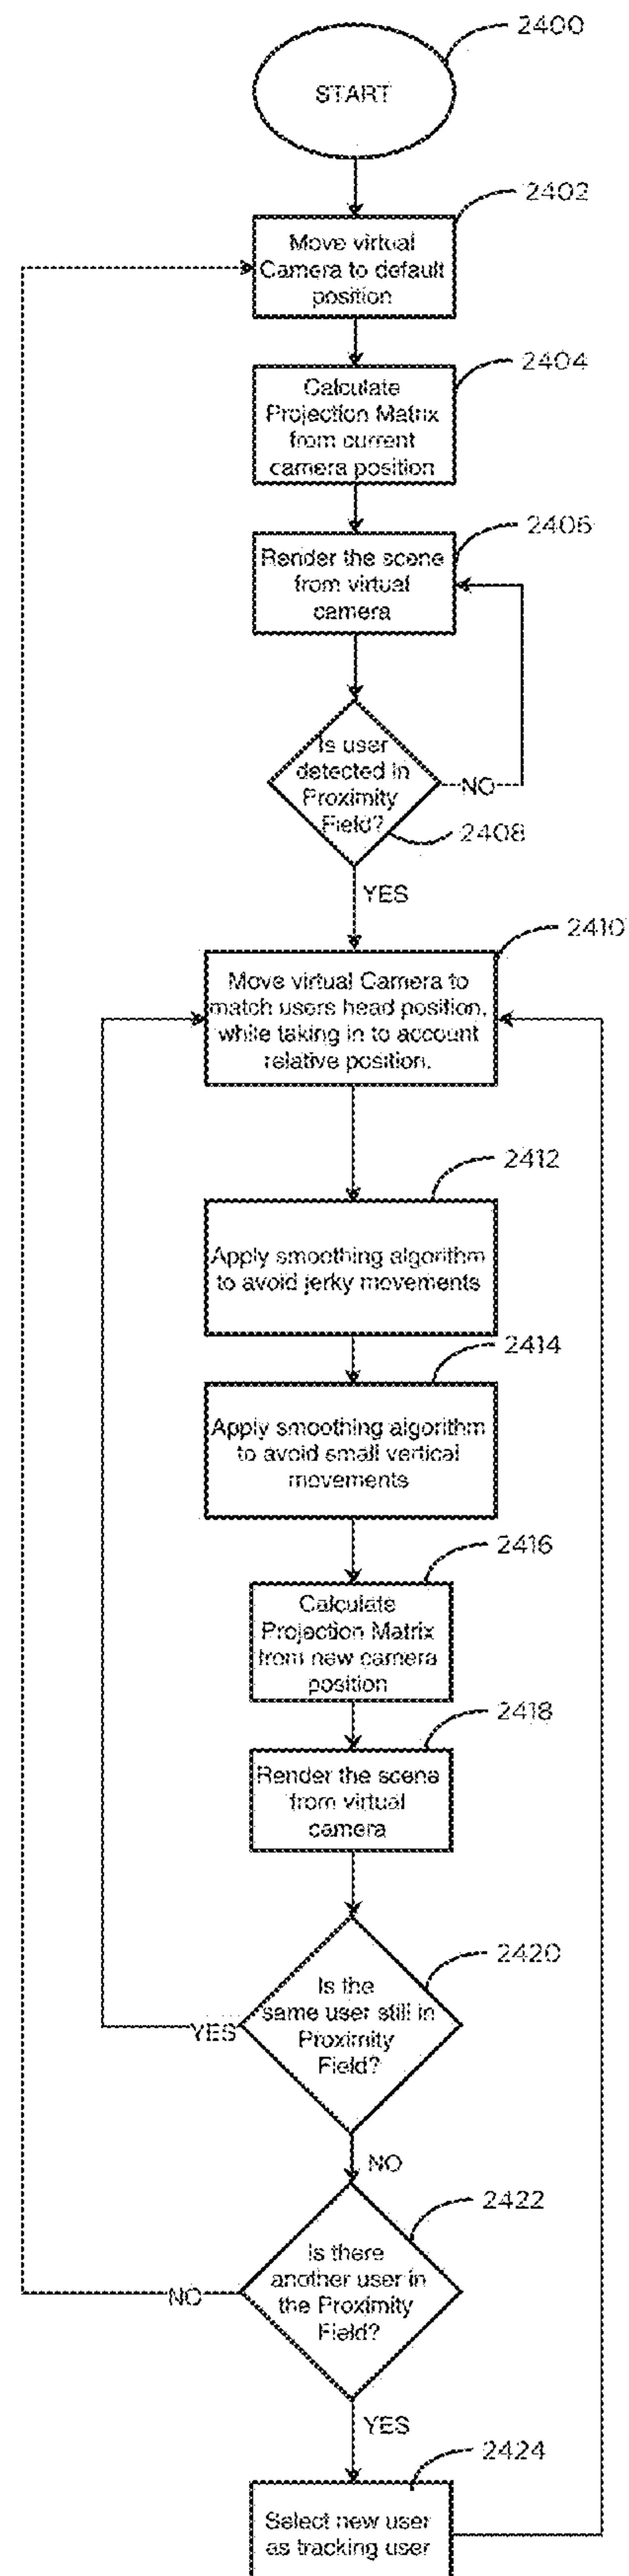 2400
START
2402
Move virtual
Camera to default
position
2404
Calculate
Projection Matrix
from current
camera position
2406
Render the scene
from virtual
camera
Is user
detected in
Proximity
Field?
NO
2408
YES
2410
Move virtual Camera to
match users head position,
while taking in to account
relative position.
2412
Apply smoothing algorithm
to avoid jerky movements
2414
Apply smoothing algorithm
to avoid small vertical
movements
2416
Calculate
Projection Matrix
from new camera
position
2418
Render the scene
from virtual
camera
2420
Is the
same user still in
Proximity
Field?
YES
NO
2422
Is there
another user in
the Proximity
Field?
NO
YES
2424
Select new user
as tracking user